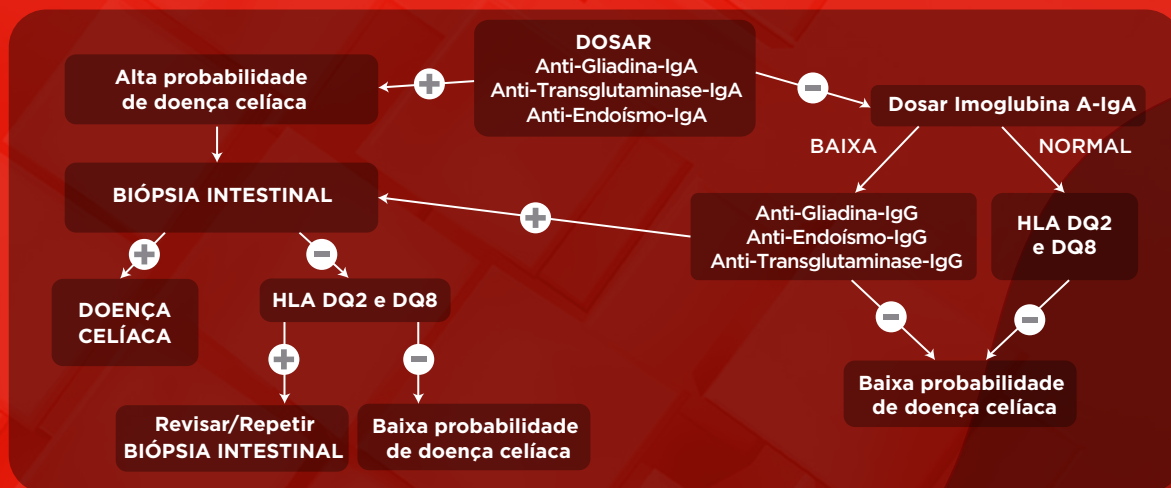 DOSAR
Anti-Gliadina-IgA
Anti-Transglutaminase-IgA
Anti-Endoísmo-IgA
Alta probabilidade
de doença celíaca
Dosar Imoglubina A-IgA
BAIXA
NORMAL
BIÓPSIA INTESTINAL
Anti-Gliadina-IgG
Anti-Endoísmo-IgG
Anti-Transglutaminase-IgG
HLA DQ2
e DQ8
DOENÇA
CELÍACA
HLA DQ2 e DQ8
Revisar/Repetir
BIÓPSIA INTESTINAL
Baixa probabilidade
de doença celíaca
Baixa probabilidade
de doença celíaca